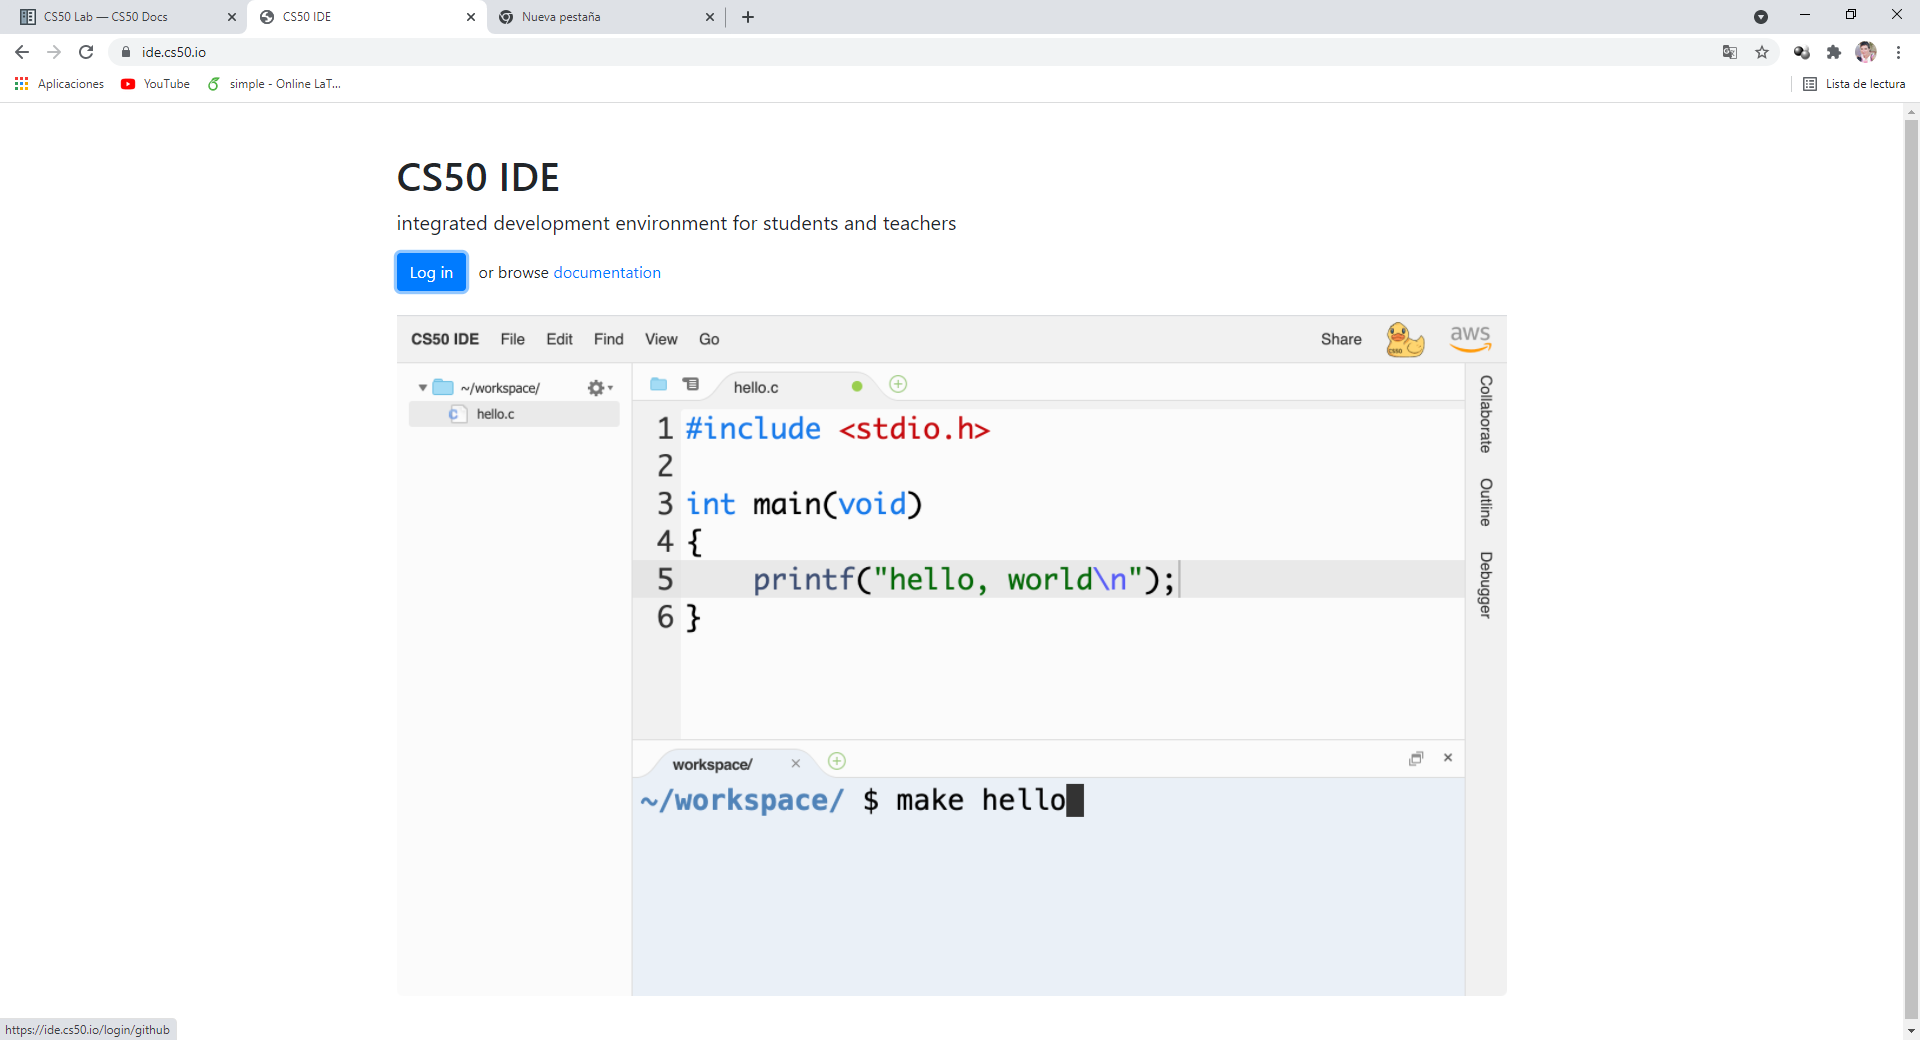 CS50 Lab — CS50 Docs
CS50 IDE
Nueva pestaña
ide.cs50.io
Aplicaciones
YouTube
simple - Online LaT...
Lista de lectura
CS50 IDE
integrated development environment for students and teachers
Log in or browse documentation
CS50 IDE File Edit Find View Go Share aws
~/workspace/
hello.c
hello.c
1 #include <stdio.h>
2
3 int main(void)
4 {
5 printf("hello, world\n");
6 }
Collaborate
Outline
Debugger
workspace/
~/workspace/ $ make hello
https://ide.cs50.io/login/github